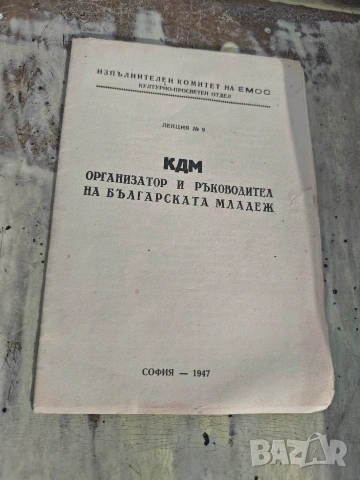 ИЗПЪЛНИТЕЛЕН КОМИТЕТ НА ЕМОС
КУЛТУРНО-ПРОСВЕТЕН ОТДЕЛ
ЛЕКЦИЯ № 9
КДМ
ОРГАНИЗАТОР И РЪКОВОДИТЕЛ
НА БЪЛГАРСКАТА МЛАДЕЖ
СОФИЯ — 1947
BAZAR